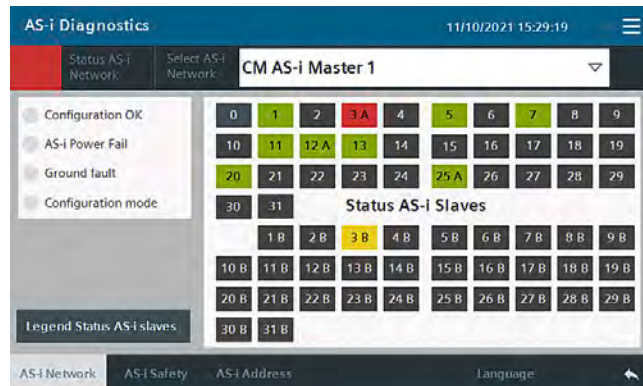 AS-i Diagnostics 11/10/2021 15:29:19
Status AS-i Network
Select AS-i Network
CM AS-i Master 1
Configuration OK
AS-i Power Fail
Ground fault
Configuration mode
0 1 2 3 A 4 5 6 7 8 9
10 11 12 A 13 14 15 16 17 18 19
20 21 22 23 24 25 A 26 27 28 29
30 31 Status AS-i Slaves
1 B 2 B 3 B 4 B 5 B 6 B 7 B 8 B 9 B
10 B 11 B 12 B 13 B 14 B 15 B 16 B 17 B 18 B 19 B
20 B 21 B 22 B 23 B 24 B 25 B 26 B 27 B 28 B 29 B
30 B 31 B
Legend Status AS-i slaves
AS-i Network AS-i Safety AS-i Address Language